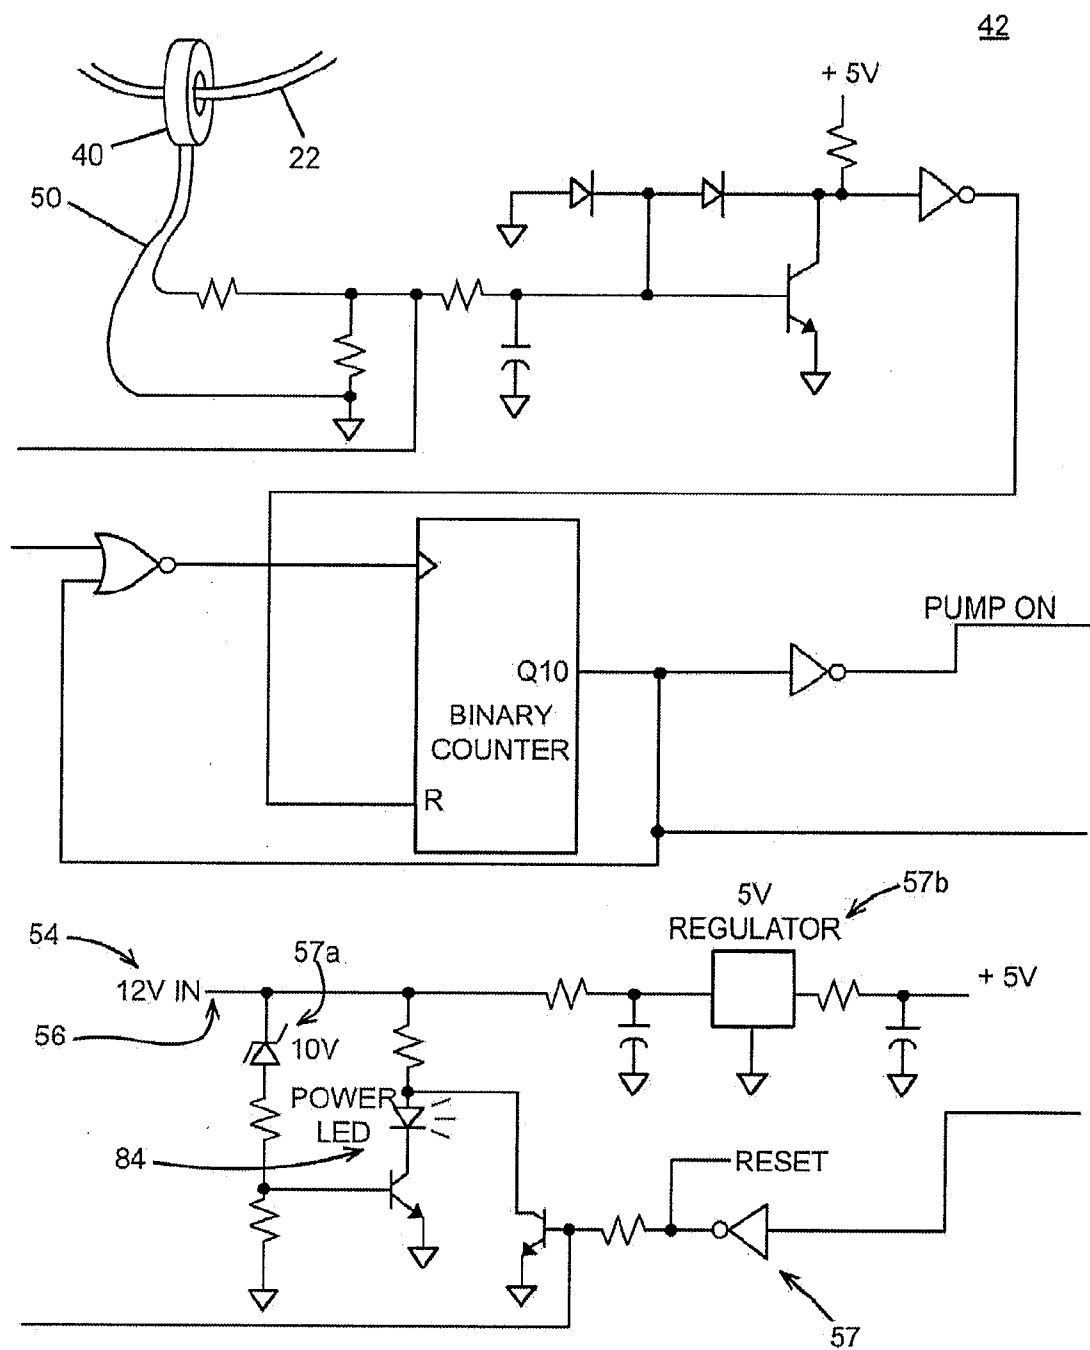 42
+ 5V
40
22
50
PUMP ON
Q10
BINARY
COUNTER
R
5V
REGULATOR
57b
54
57a
12V IN
+ 5V
56
10V
POWER
LED
84
RESET
57